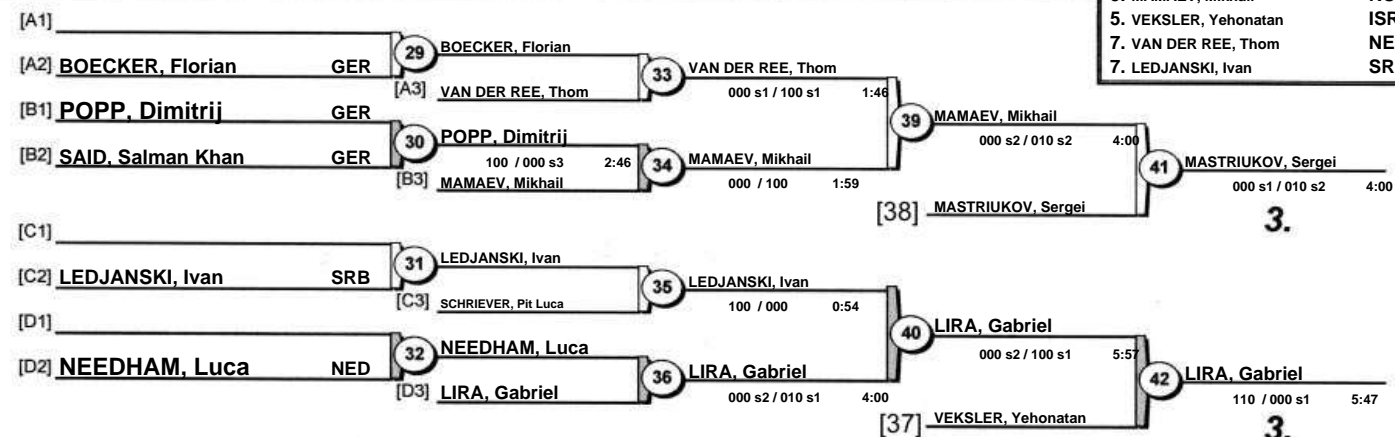 5. VEKSLER, Yehonatan ISR
7. VAN DER REE, Thom NE
7. LEDJANSKI, Ivan SR
[A1]
[A2] BOECKER, Florian GER
29
BOECKER, Florian
[A3] VAN DER REE, Thom
33
VAN DER REE, Thom
000 s1 / 100 s1 1:46
[B1] POPP, Dimitrij GER
[B2] SAID, Salman Khan GER
30
POPP, Dimitrij
100 / 000 s3 2:46
[B3] MAMAEV, Mikhail
34
MAMAEV, Mikhail
000 / 100 1:59
39
MAMAEV, Mikhail
000 s2 / 010 s2 4:00
[38] MASTRIUKOV, Sergei
41
MASTRIUKOV, Sergei
000 s1 / 010 s2 4:00
3.
[C1]
[C2] LEDJANSKI, Ivan SRB
31
LEDJANSKI, Ivan
[C3] SCHRIEVER, Pit Luca
35
LEDJANSKI, Ivan
100 / 000 0:54
[D1]
[D2] NEEDHAM, Luca NED
32
NEEDHAM, Luca
[D3] LIRA, Gabriel
36
LIRA, Gabriel
000 s2 / 010 s1 4:00
40
LIRA, Gabriel
000 s2 / 100 s1 5:57
[37] VEKSLER, Yehonatan
42
LIRA, Gabriel
110 / 000 s1 5:47
3.